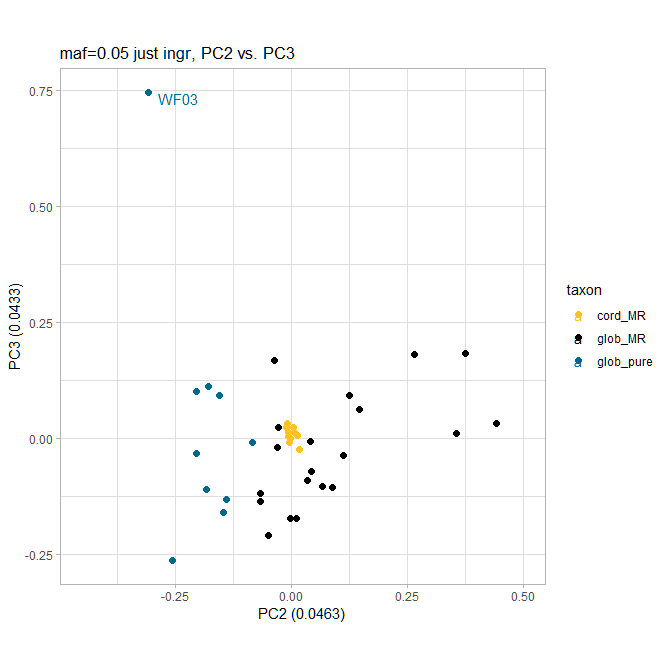 maf=0.05 just ingr, PC2 vs. PC3
0.75
WF03
0.50
0.25
0.00
-0.25
PC3 (0.0433)
-0.25 0.00 0.25 0.50
PC2 (0.0463)
taxon
a cord_MR
a glob_MR
a glob_pure